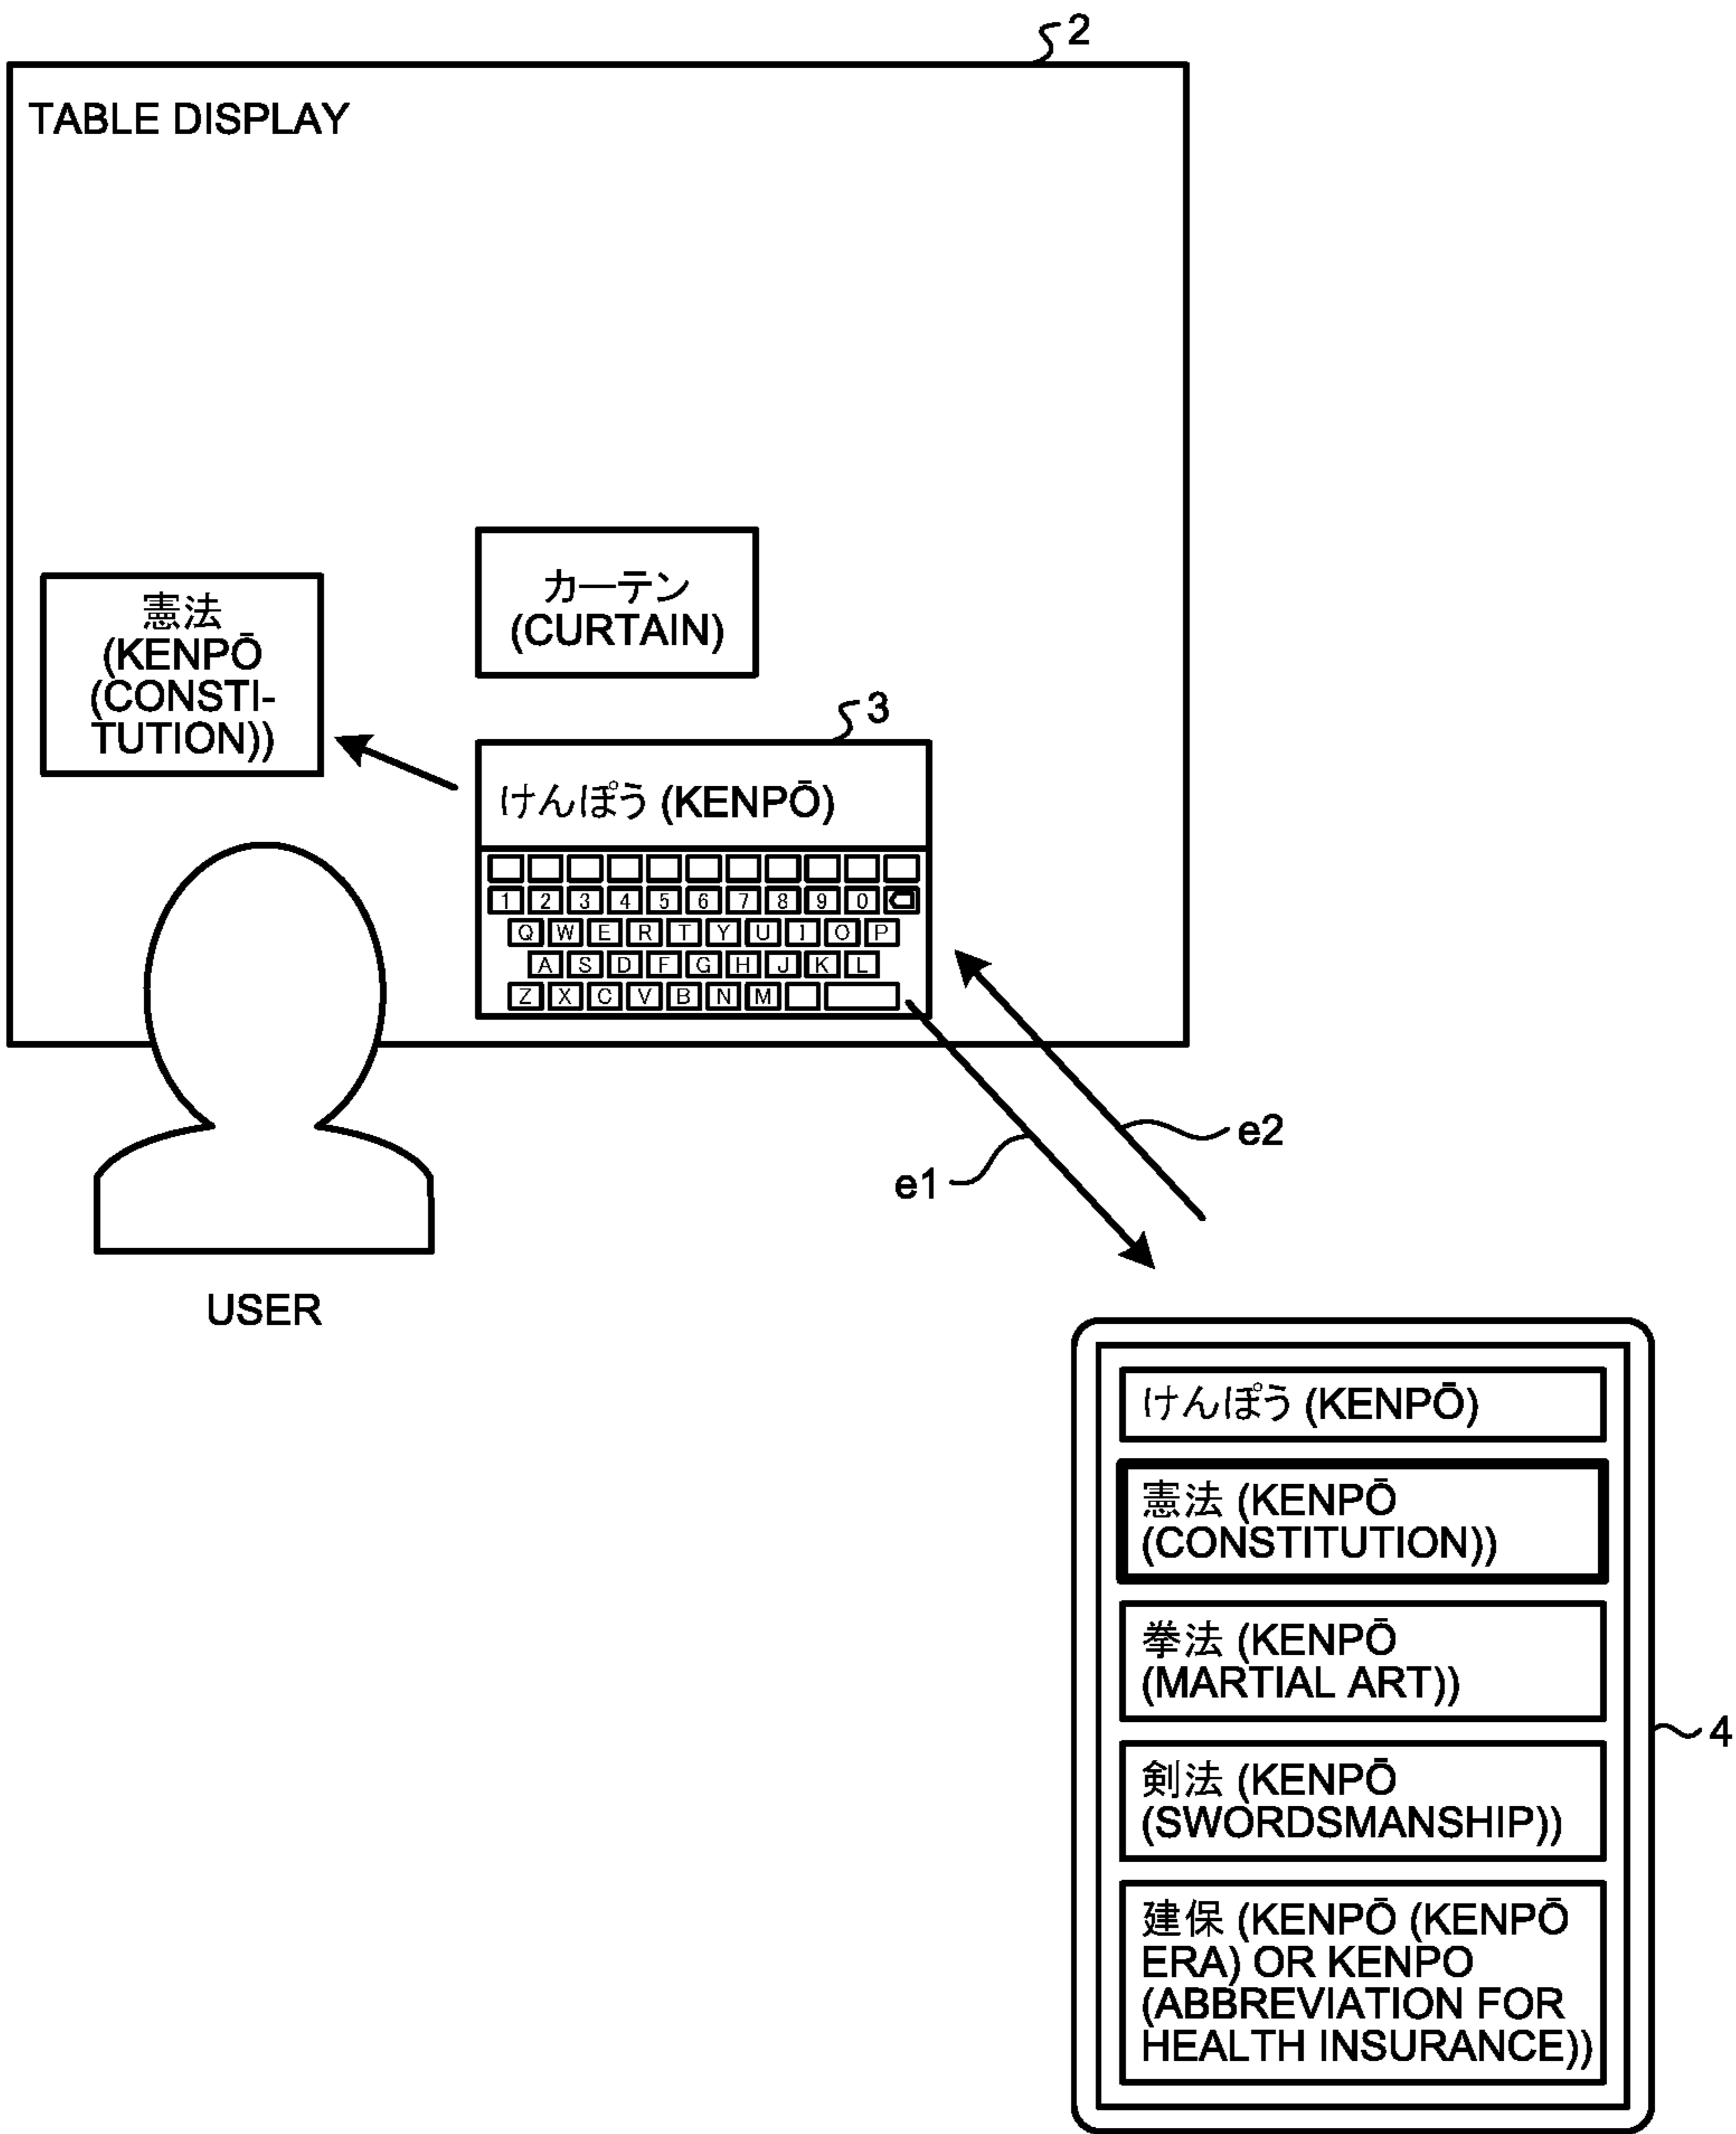 2
TABLE DISPLAY
カーテン
(CURTAIN)
憲法
(KENPŌ
(CONSTI-
TUTION))
3
けんぽう (KENPŌ)
1 2 3 4 5 6 7 8 9 0
Q W E R T Y U I O P
A S D F G H J K L
Z X C V B N M
e2
e1
USER
けんぽう (KENPŌ)
憲法 (KENPŌ
(CONSTITUTION))
拳法 (KENPŌ
(MARTIAL ART))
4
剣法 (KENPŌ
(SWORDSMANSHIP))
建保 (KENPŌ (KENPŌ
ERA) OR KENPO
(ABBREVIATION FOR
HEALTH INSURANCE))